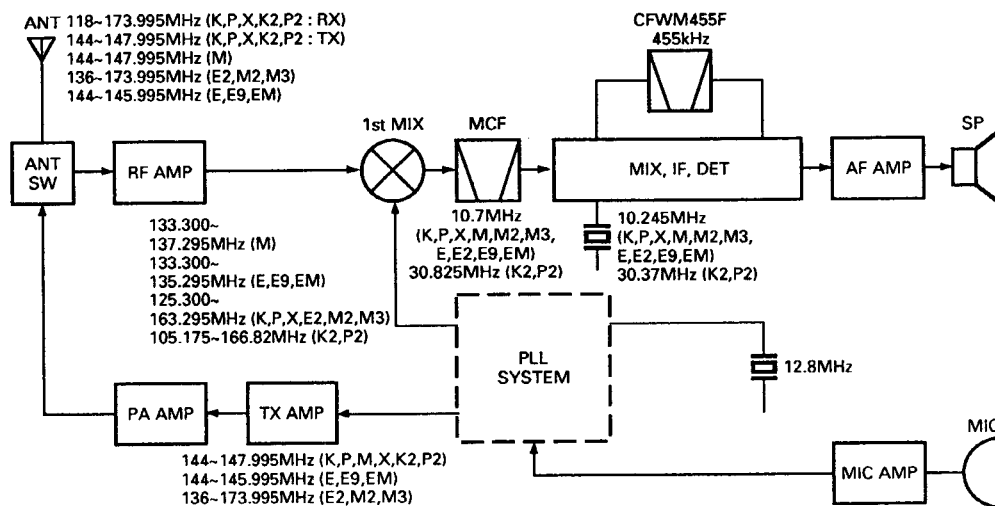 ANT 118~173.995MHz (K,P,X,K2,P2 : RX)
144~147.995MHz (K,P,X,K2,P2 : TX)
144~147.995MHz (M)
136~173.995MHz (E2,M2,M3)
144~145.995MHz (E,E9,EM)
CFWM455F
455kHz
1st MIX
MCF
SP
ANT
SW
RF AMP
MIX, IF, DET
AF AMP
10.7MHz
(K,P,X,M,M2,M3,
E,E2,E9,EM)
30.825MHz (K2,P2)
10.245MHz
(K,P,X,M,M2,M3,
E,E2,E9,EM)
30.37MHz (K2,P2)
133.300~
137.295MHz (M)
133.300~
135.295MHz (E,E9,EM)
125.300~
163.295MHz (K,P,X,E2,M2,M3)
105.175~166.82MHz (K2,P2)
PLL
SYSTEM
12.8MHz
PA AMP
TX AMP
MIC
MIC AMP
144~147.995MHz (K,P,M,X,K2,P2)
144~145.995MHz (E,E9,EM)
136~173.995MHz (E2,M2,M3)